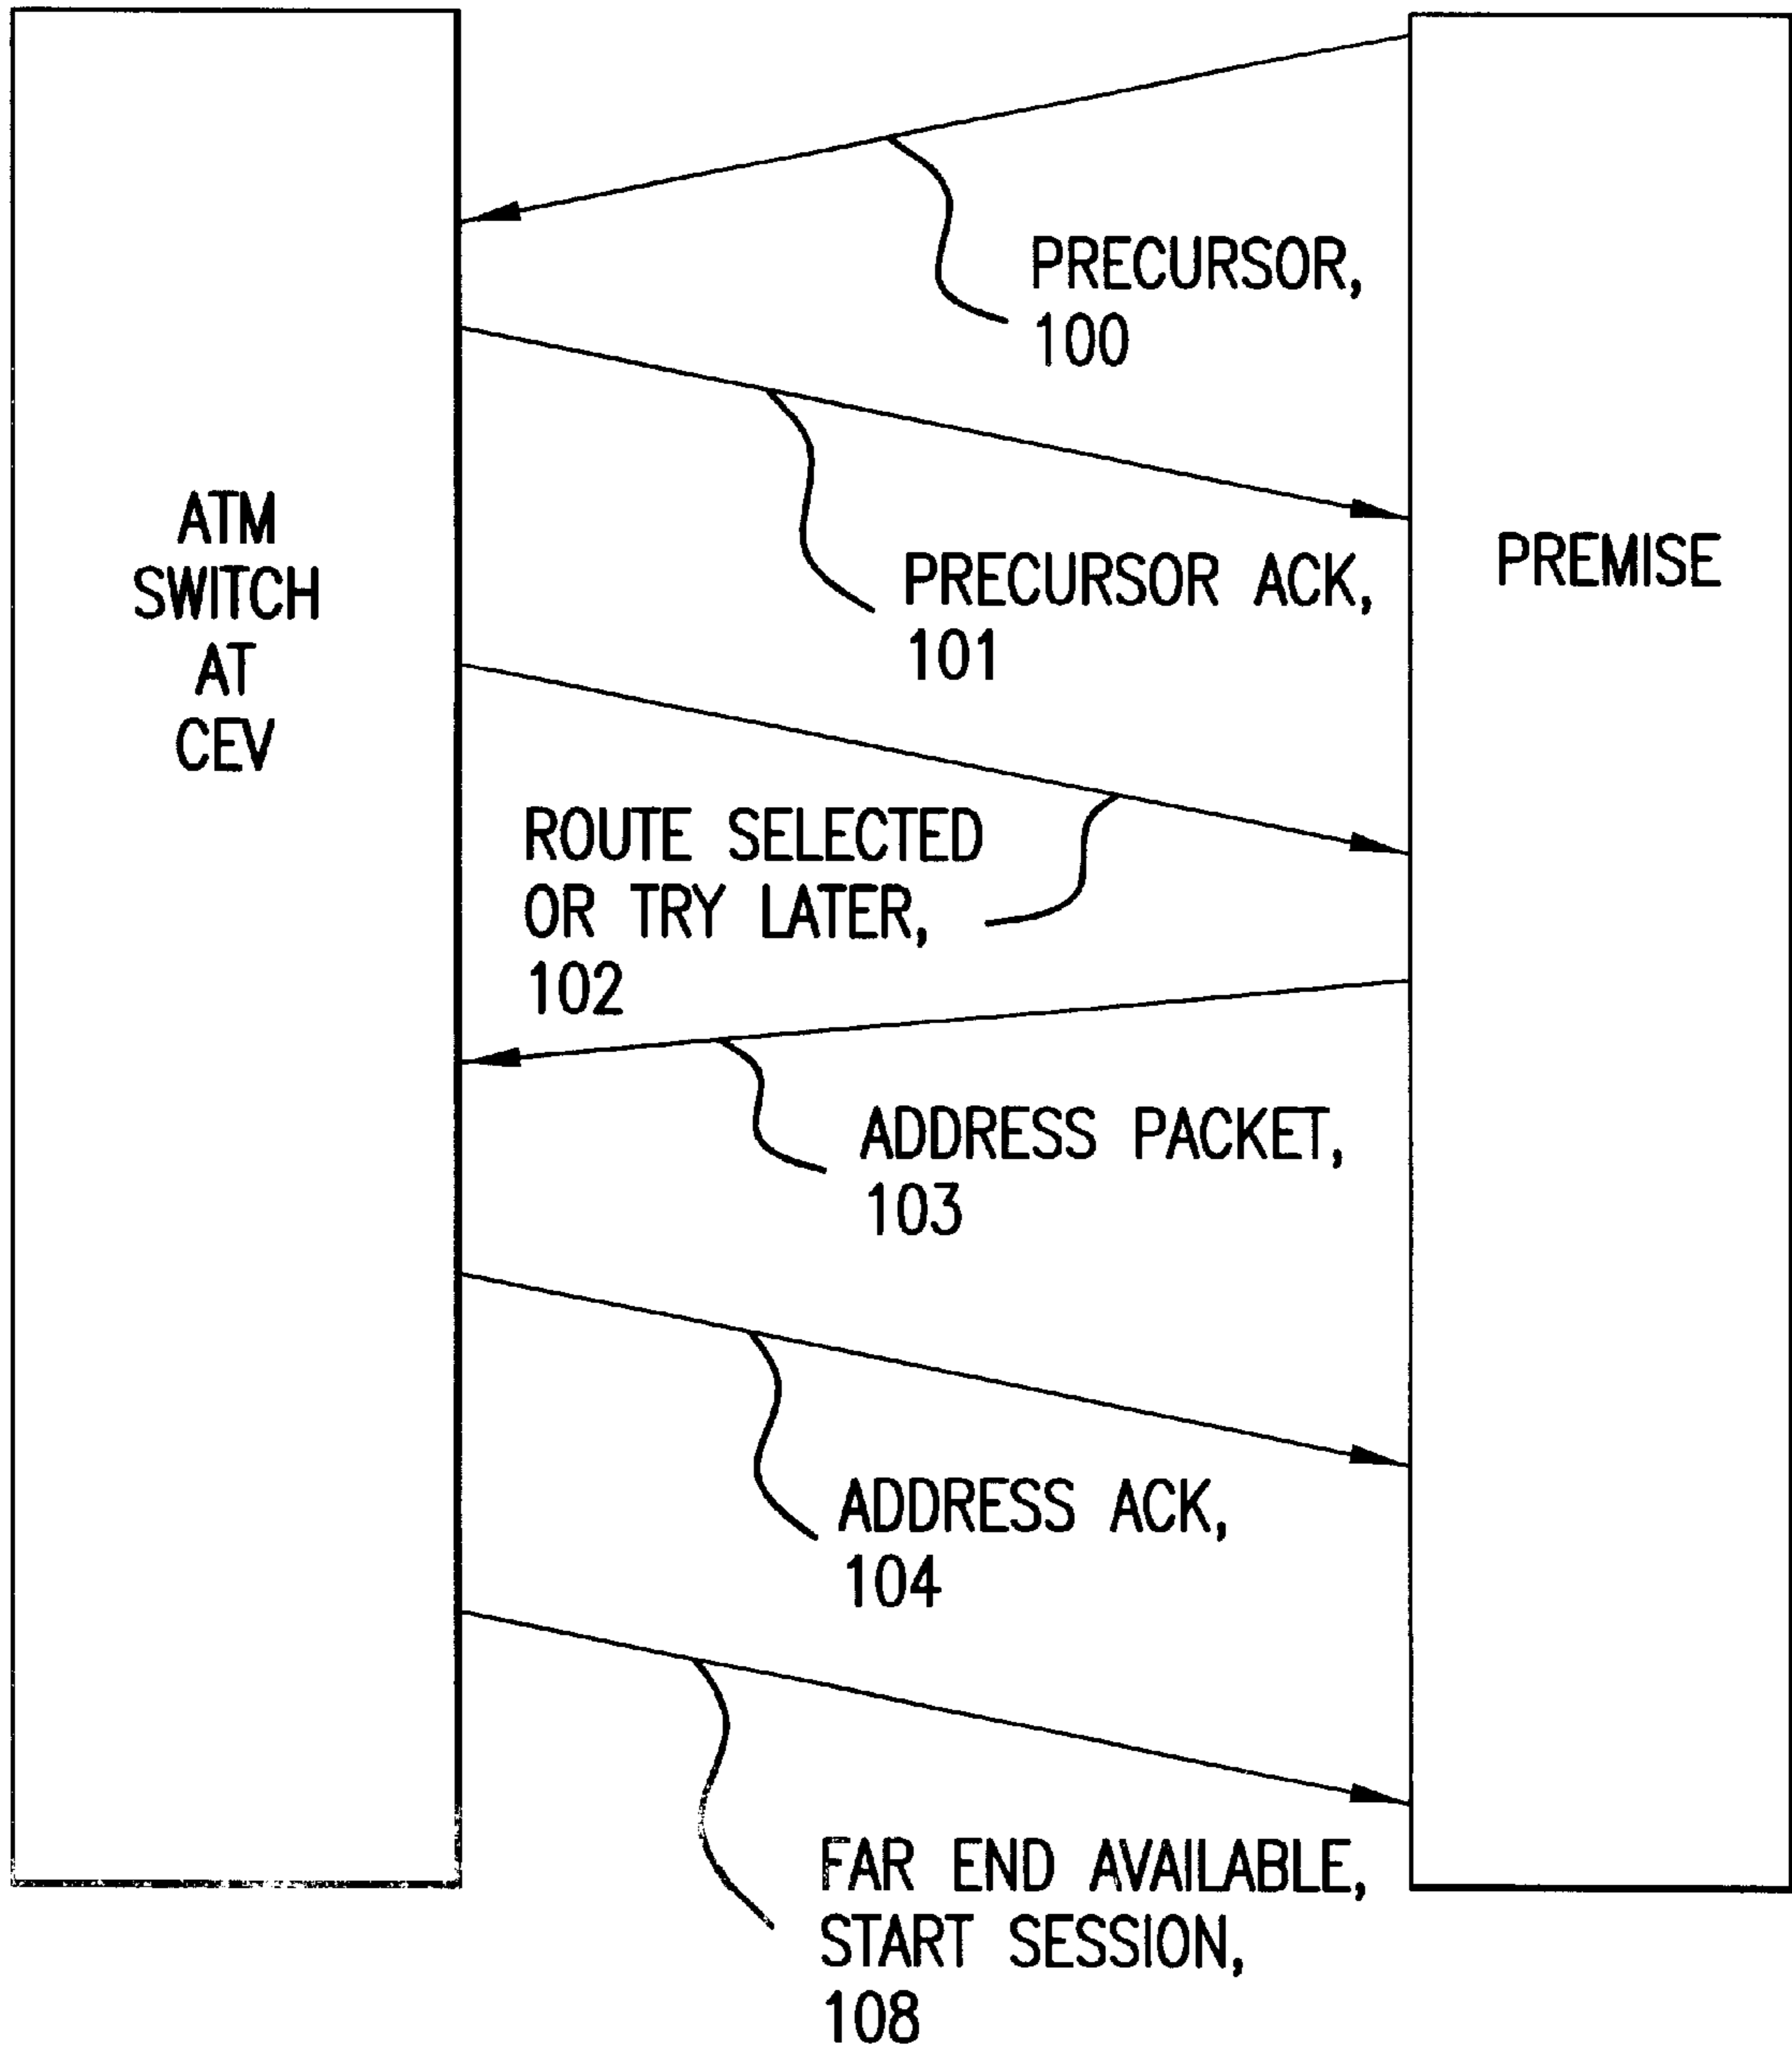 ATM
SWITCH
AT
CEV
PREMISE
PRECURSOR,
100
PRECURSOR ACK,
101
ROUTE SELECTED
OR TRY LATER,
102
ADDRESS PACKET,
103
ADDRESS ACK,
104
FAR END AVAILABLE,
START SESSION,
108